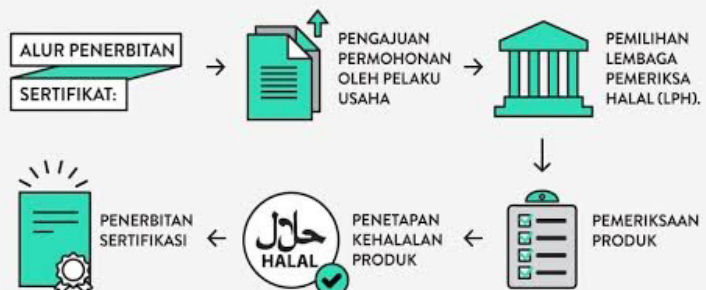 ALUR PENERBITAN
SERTIFIKAT:
PENGAJUAN
PERMOHONAN
OLEH PELAKU
USAHA
PEMILIHAN
LEMBAGA
PEMERIKSA
HALAL (LPH).
PEMERIKSAAN
PRODUK
PENETAPAN
KEHALALAN
PRODUK
حلال
HALAL
PENERBITAN
SERTIFIKASI